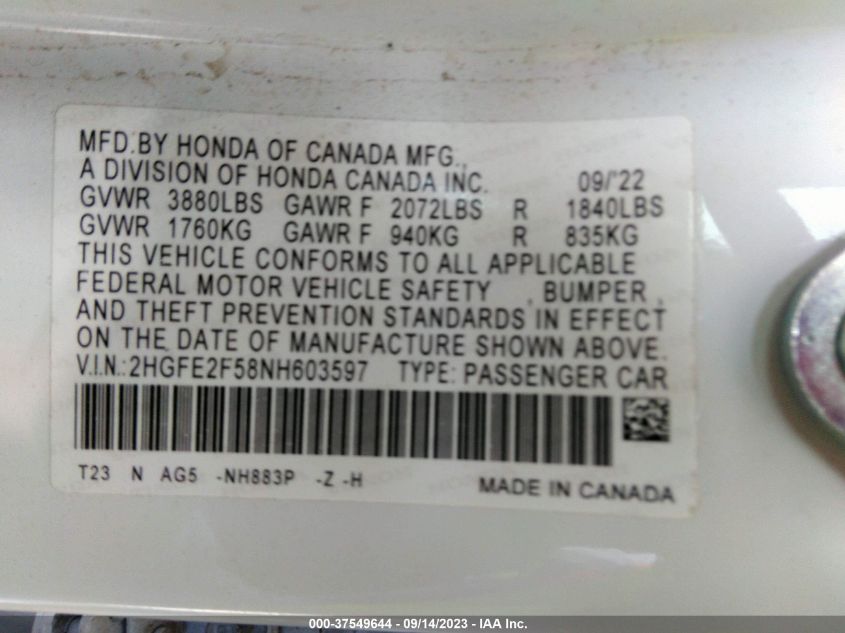 MFD.BY HONDA OF CANADA MFG.,
A DIVISION OF HONDA CANADA INC. 09/'22
GVWR 3880LBS GAWR F 2072LBS R 1840LBS
GVWR 1760KG GAWR F 940KG R 835KG
THIS VEHICLE CONFORMS TO ALL APPLICABLE
FEDERAL MOTOR VEHICLE SAFETY , BUMPER ,
AND THEFT PREVENTION STANDARDS IN EFFECT
ON THE DATE OF MANUFACTURE SHOWN ABOVE.
V.I.N.:2HGFE2F58NH603597 TYPE: PASSENGER CAR
T23 N AG5 -NH883P -Z -H MADE IN CANADA
000-37549644 - 09/14/2023 - IAA Inc.